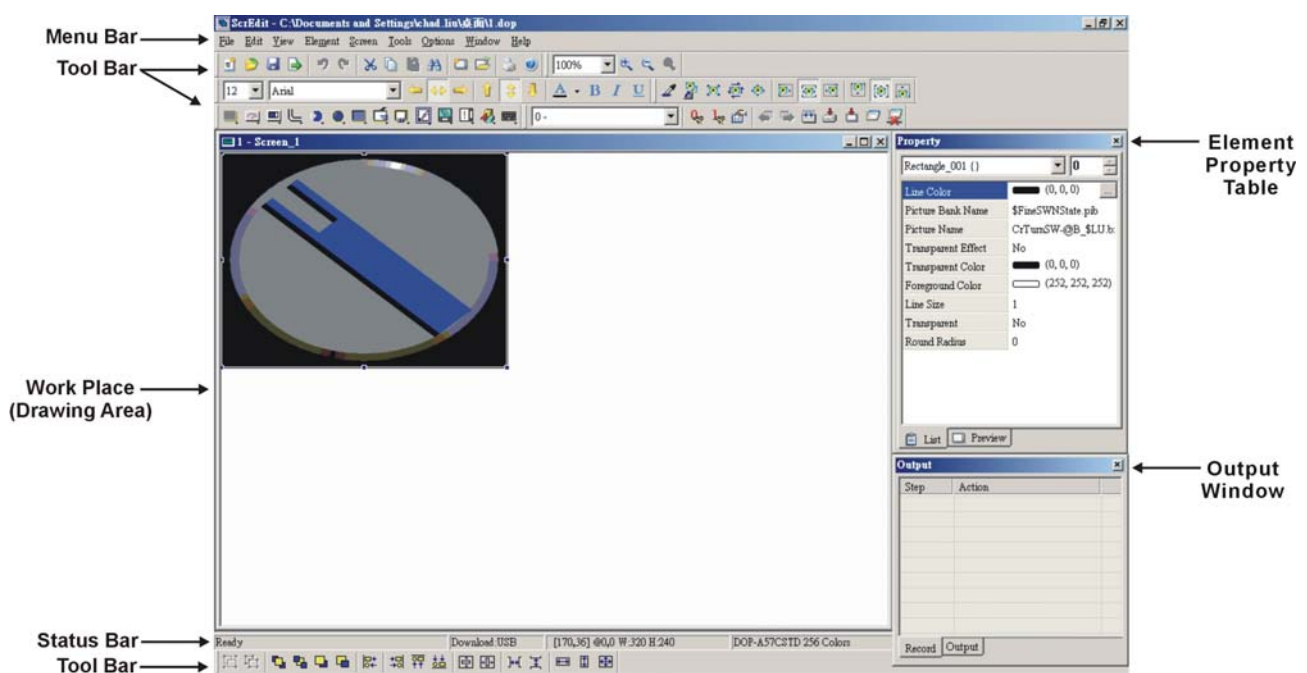 ScrEdit - C:\Documents and Settings\chad.liu\桌面\1.dop
Menu Bar
File Edit View Element Screen Tools Options Window Help
Tool Bar
100%
12 Arial A B I U
0 -
1 - Screen_1
Property
Element
Property
Table
Rectangle_001 {} 0
Line Color (0, 0, 0) ...
Picture Bank Name $FineSWNState.pib
Picture Name CrTurnSW-@B_$LU.b
Transparent Effect No
Transparent Color (0, 0, 0)
Foreground Color (252, 252, 252)
Line Size 1
Transparent No
Round Radius 0
Work Place
(Drawing Area)
List Preview
Output
Step Action
Output
Window
Record Output
Status Bar
Ready Download:USB [170,36] @0,0 W:320 H:240 DOP-A57CSTD 256 Colors
Tool Bar